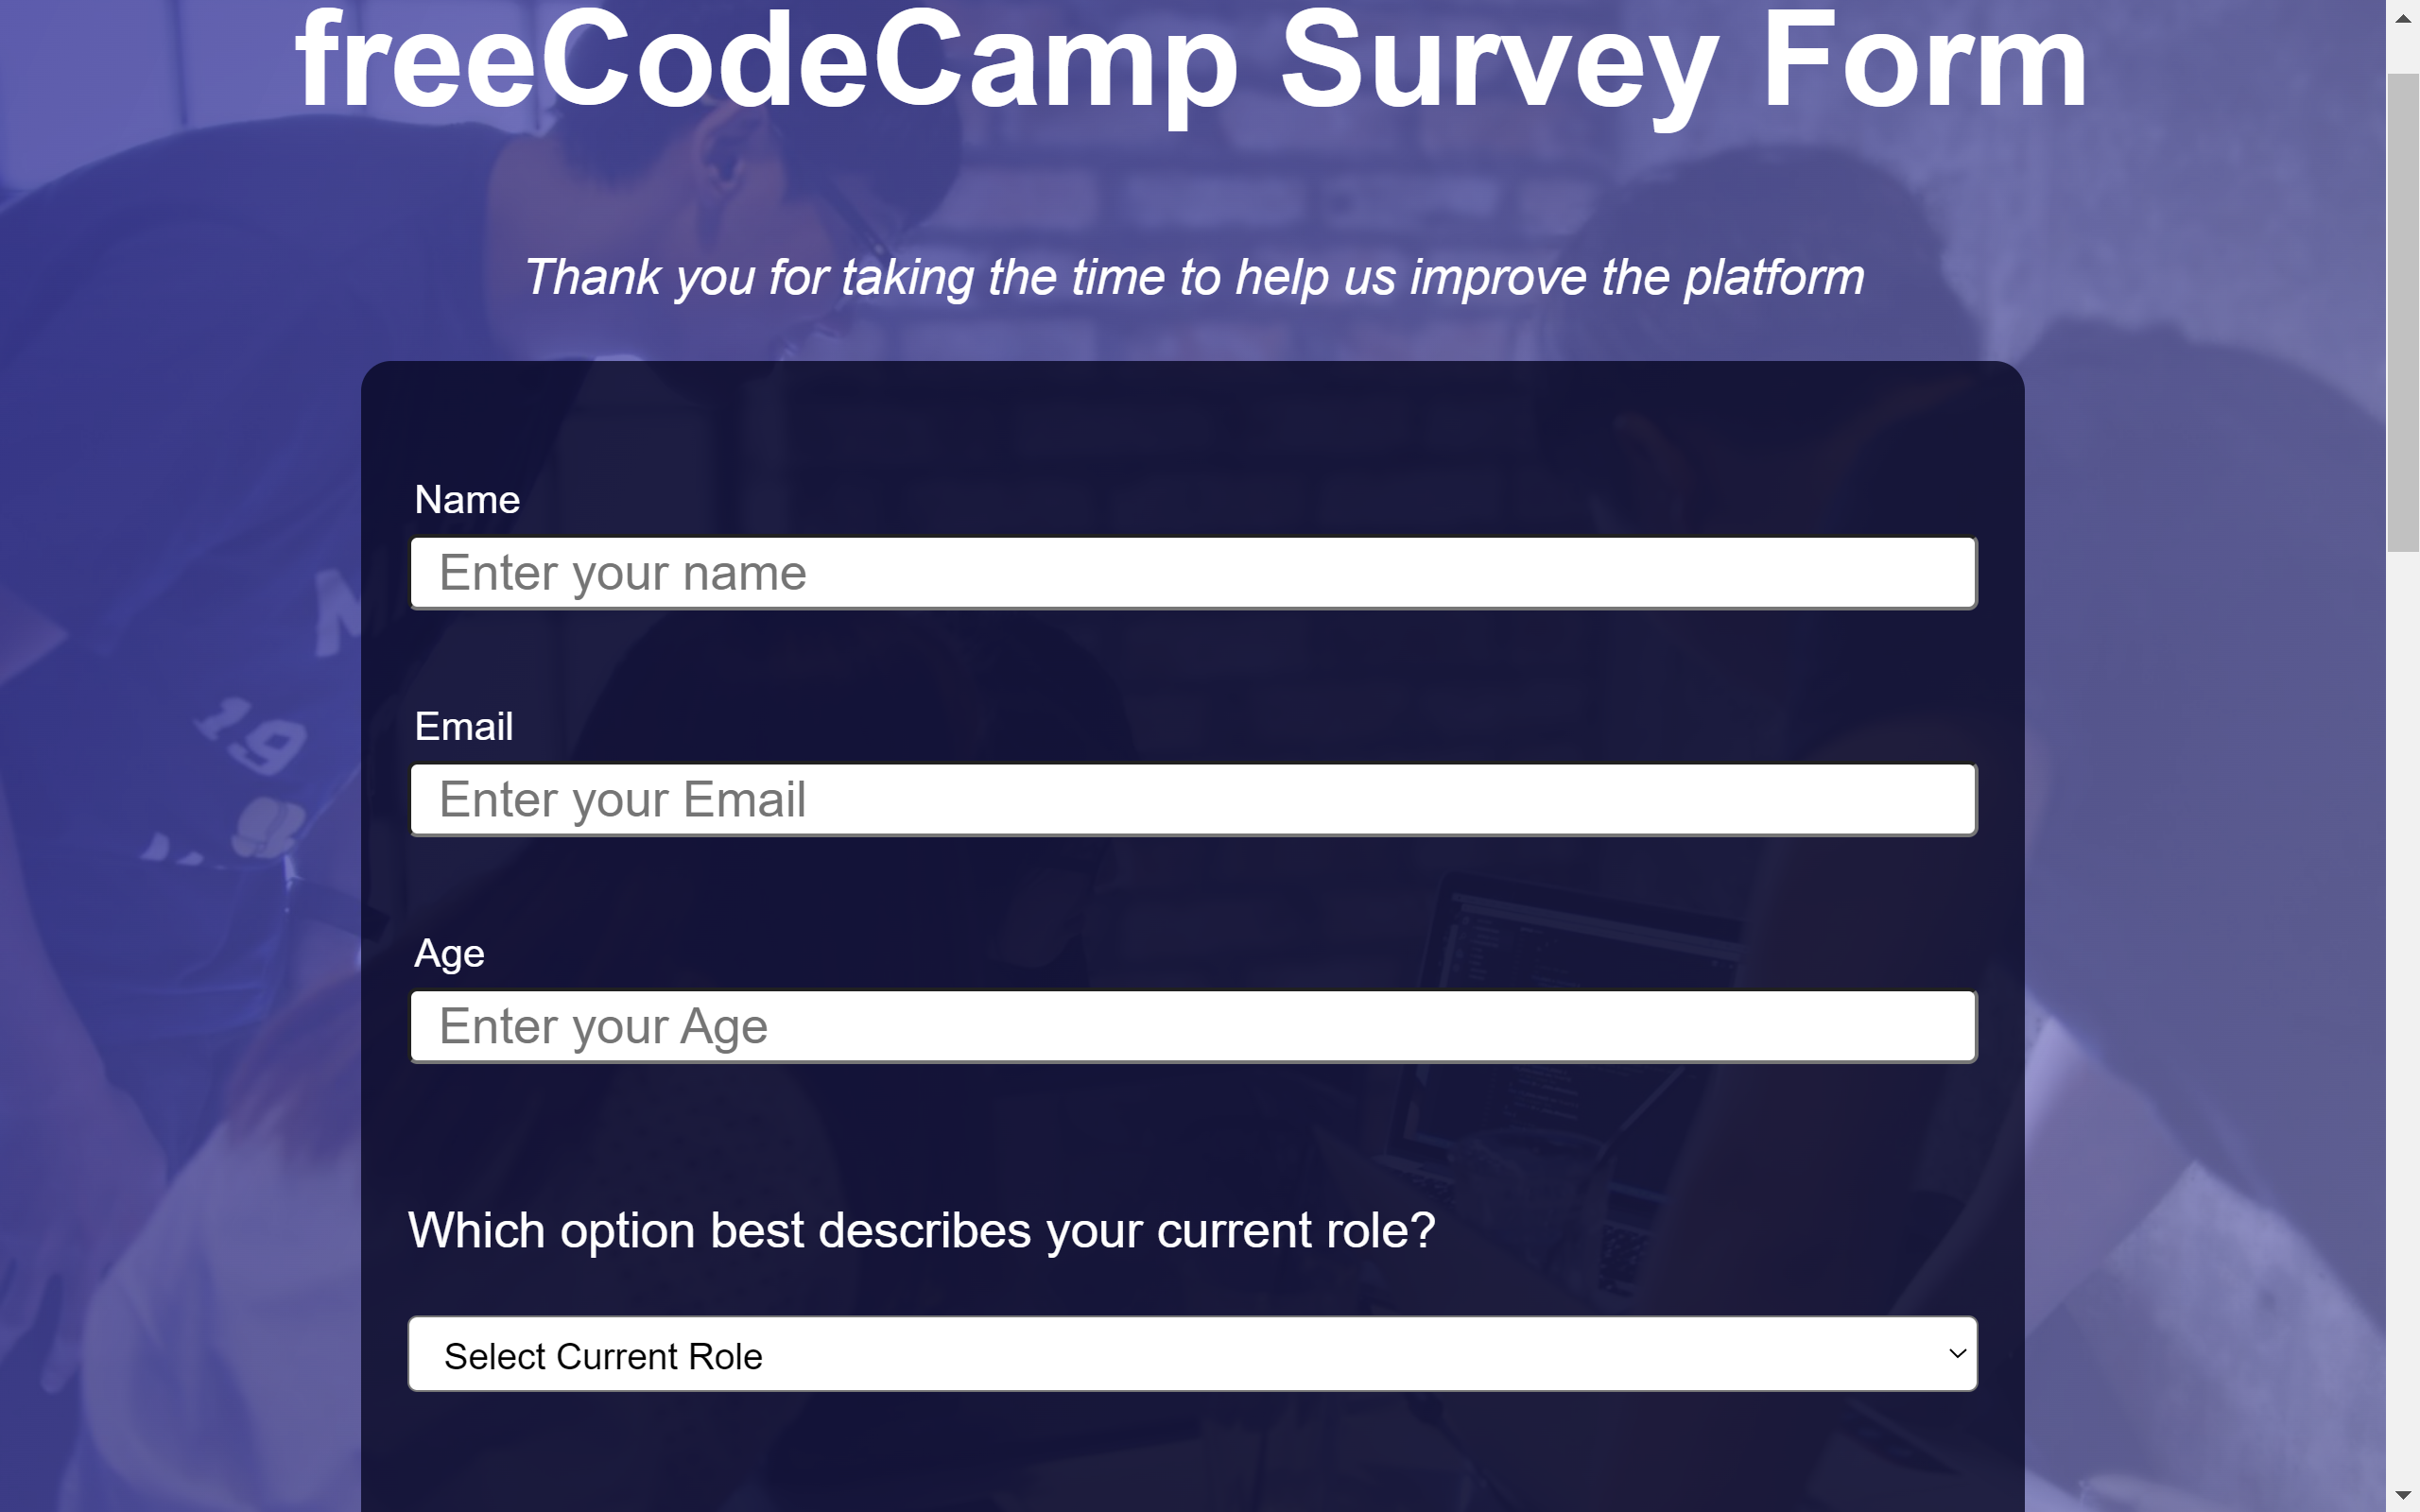 freeCodeCamp Survey Form
Thank you for taking the time to help us improve the platform
Name
Enter your name
Email
Enter your Email
Age
Enter your Age
Which option best describes your current role?
Select Current Role
19